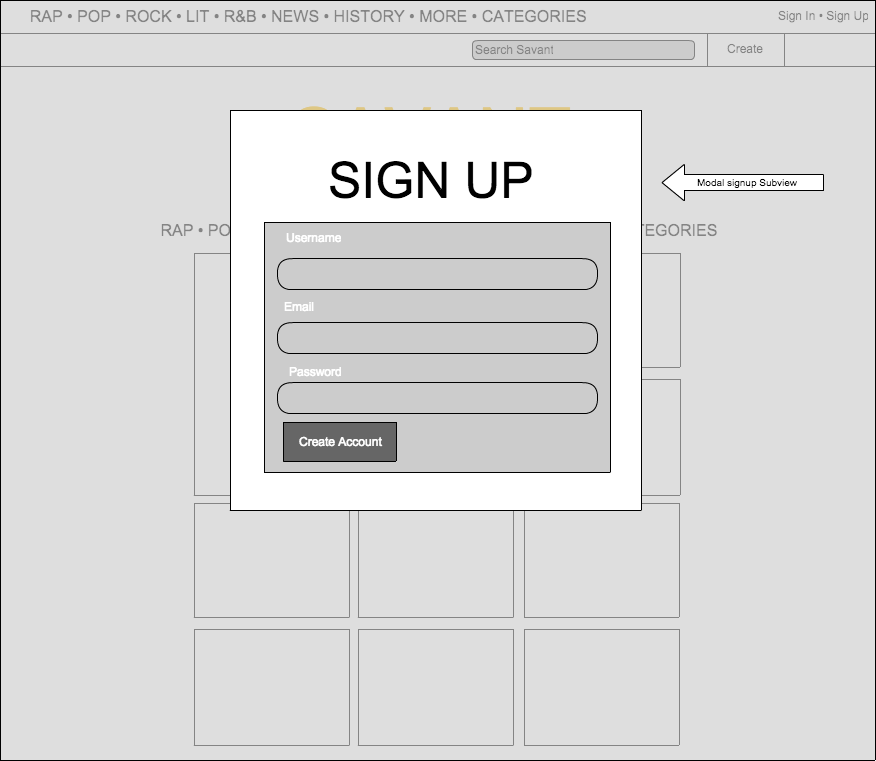 RAP • POP • ROCK • LIT • R&B • NEWS • HISTORY • MORE • CATEGORIES
Sign In • Sign Up
Search Savant
Create
SIGN UP
Modal signup Subview
RAP • PO
TEGORIES
Username
Email
Password
Create Account